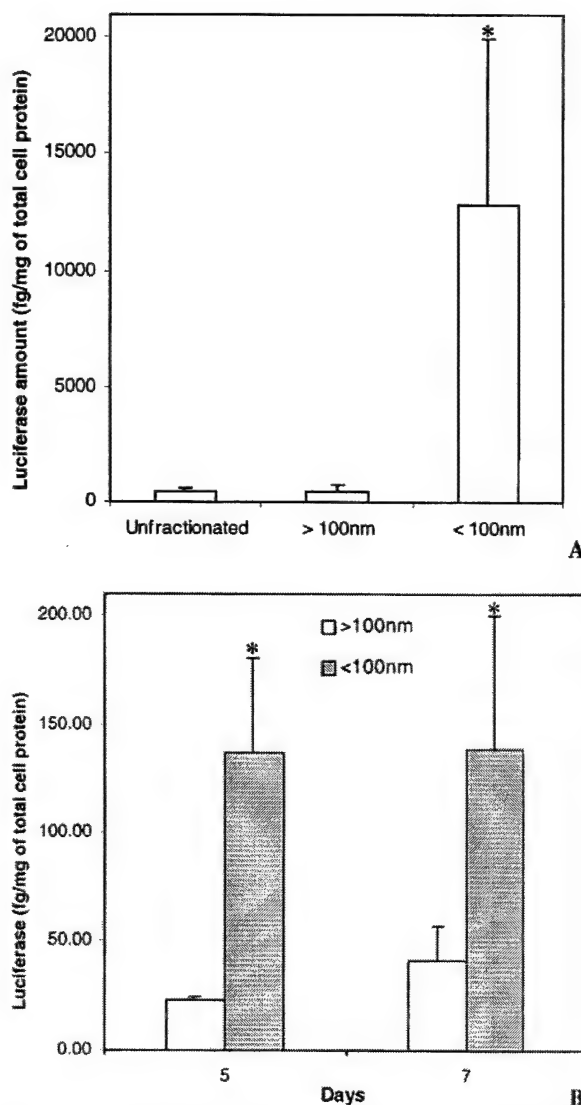 20000
15000
10000
5000
0
Luciferase amount (fg/mg of total cell protein)
*
Unfractionated > 100nm < 100nm
A
200.00
150.00
100.00
50.00
0.00
Luciferase (fg/mg of total cell protein)
>100nm
<100nm
* *
5 7
Days
B